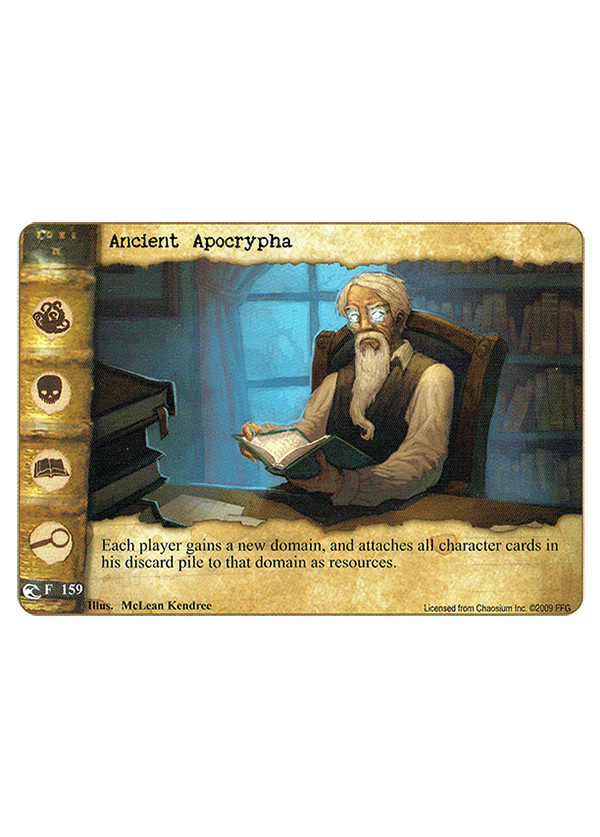 Ancient Apocrypha
Each player gains a new domain, and attaches all character cards in
his discard pile to that domain as resources.
F 159
Illus. McLean Kendree
Licensed from Chaosium Inc. ©2009 FFG